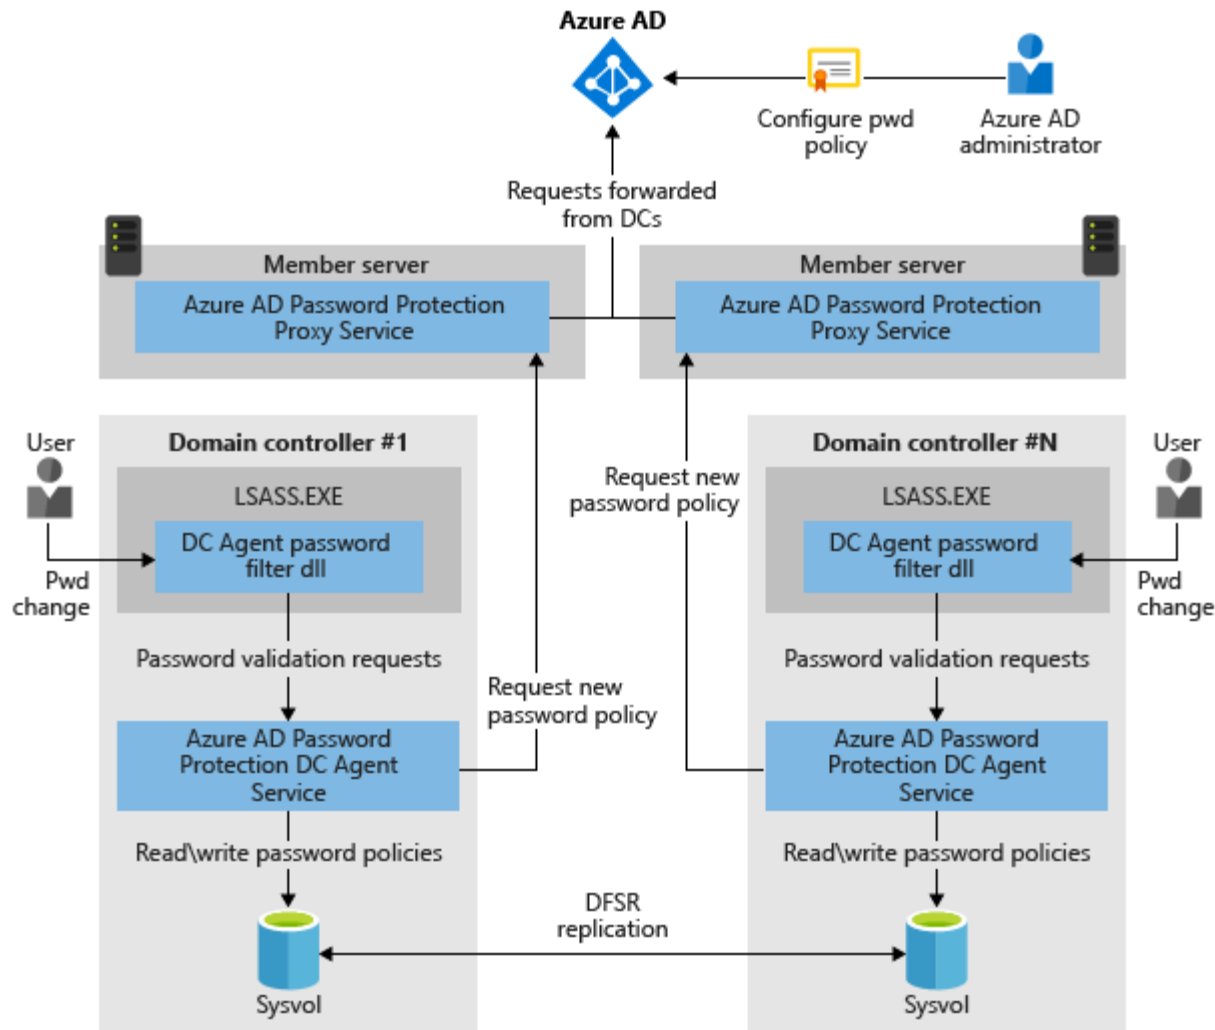 Azure AD
Configure pwd
policy
Azure AD
administrator
Requests forwarded
from DCs
Member server
Azure AD Password Protection
Proxy Service
Member server
Azure AD Password Protection
Proxy Service
User
Domain controller #1
LSASS.EXE
DC Agent password
filter dll
Pwd
change
Password validation requests
Request new
password policy
Azure AD Password
Protection DC Agent
Service
Read\write password policies
Sysvol
DFSR
replication
Domain controller #N
User
Request new
password policy
LSASS.EXE
DC Agent password
filter dll
Pwd
change
Password validation requests
Azure AD Password
Protection DC Agent
Service
Read\write password policies
Sysvol